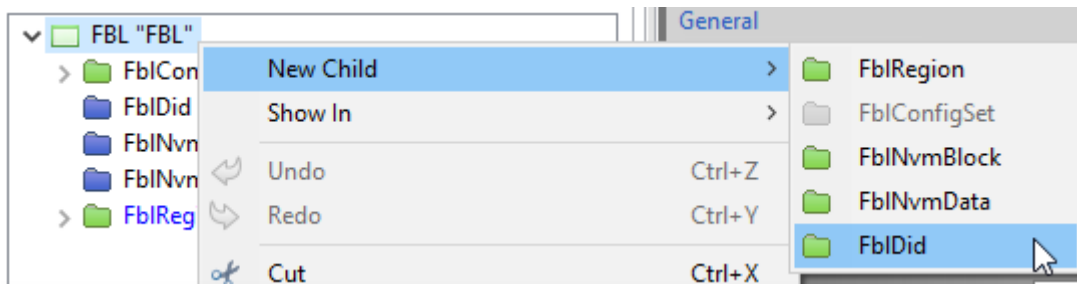 General
FBL "FBL"
FblCon
FblDid
FblNvn
FblNvn
FblReg
New Child
Show In
Undo Ctrl+Z
Redo Ctrl+Y
Cut Ctrl+X
FblRegion
FblConfigSet
FblNvmBlock
FblNvmData
FblDid